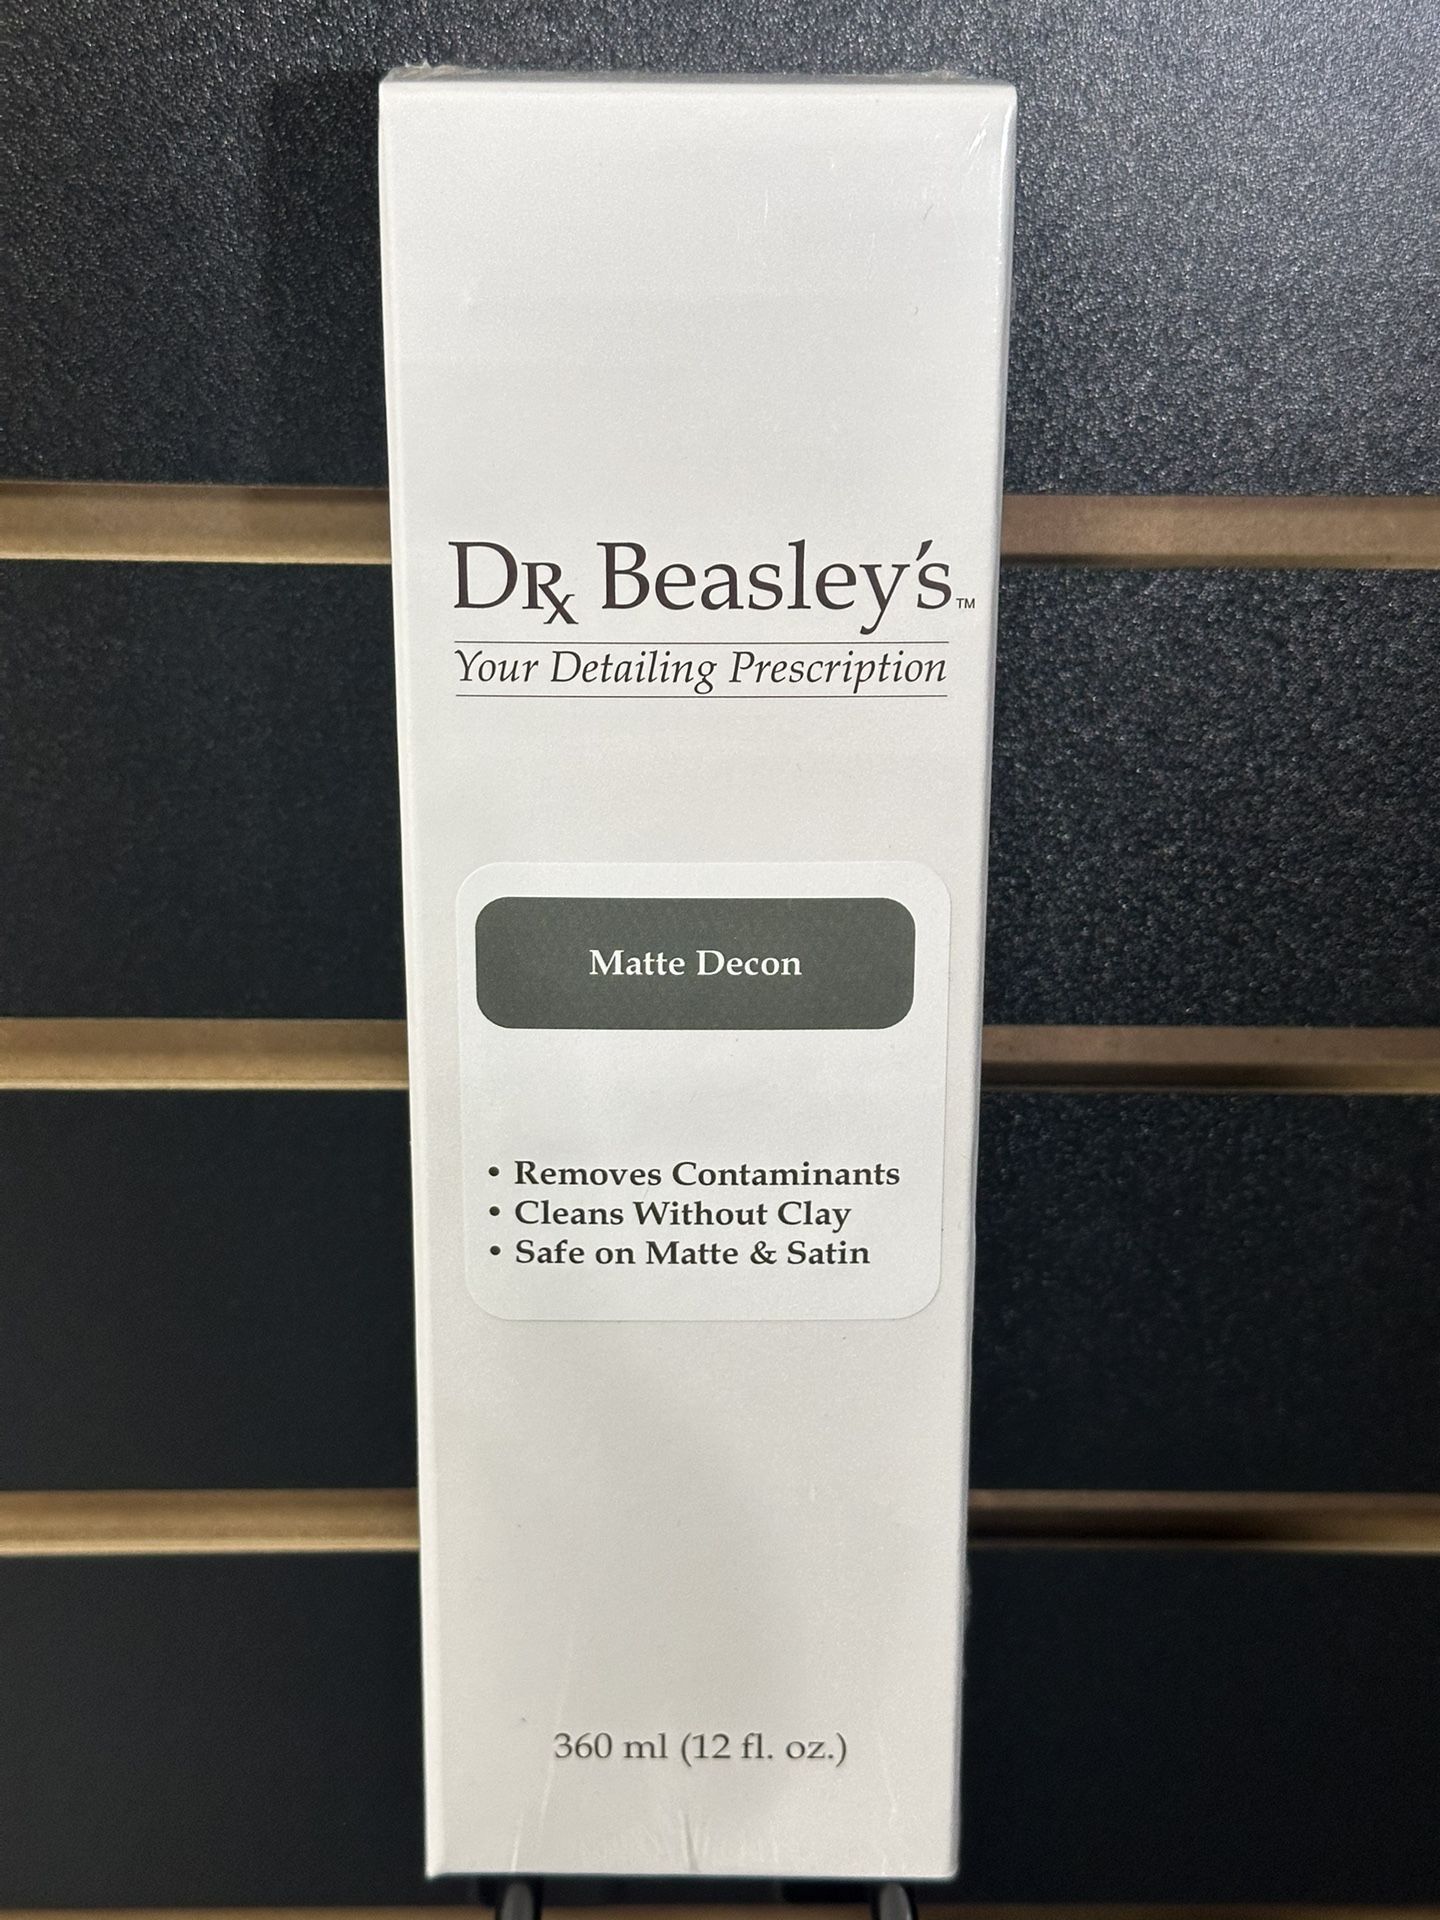 DRx Beasley's™
Your Detailing Prescription
Matte Decon
• Removes Contaminants
• Cleans Without Clay
• Safe on Matte & Satin
360 ml (12 fl. oz.)